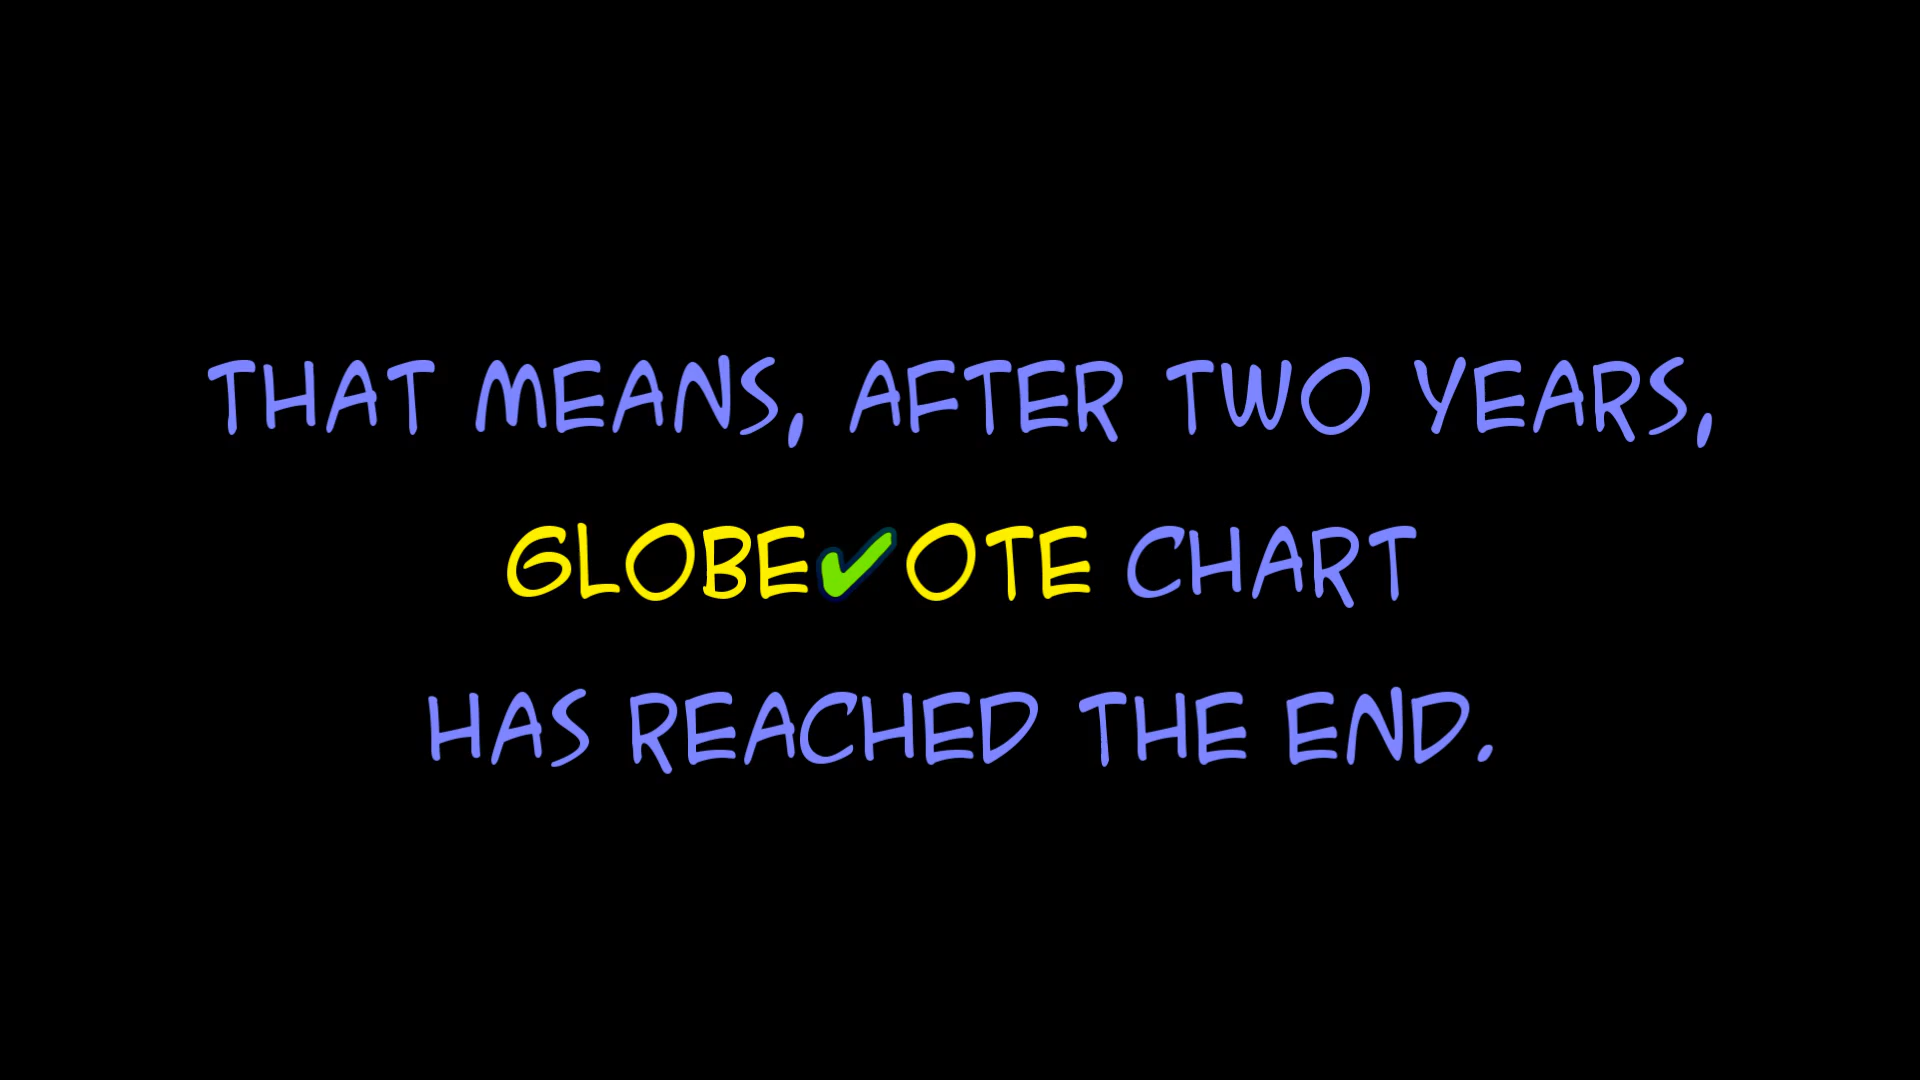 THAT MEANS, AFTER TWO YEARS,
GLOBE✔OTE CHART
HAS REACHED THE END.